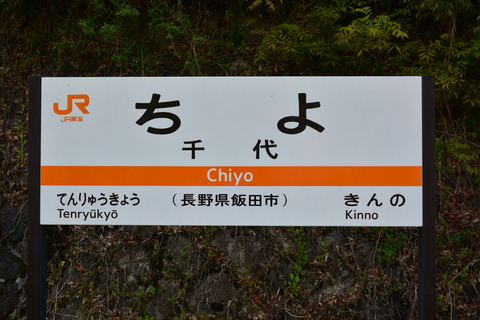 JR
JR東海
ちよ
千代
Chiyo
てんりゅうきょう (長野県飯田市) きんの
Tenryūkyō Kinno